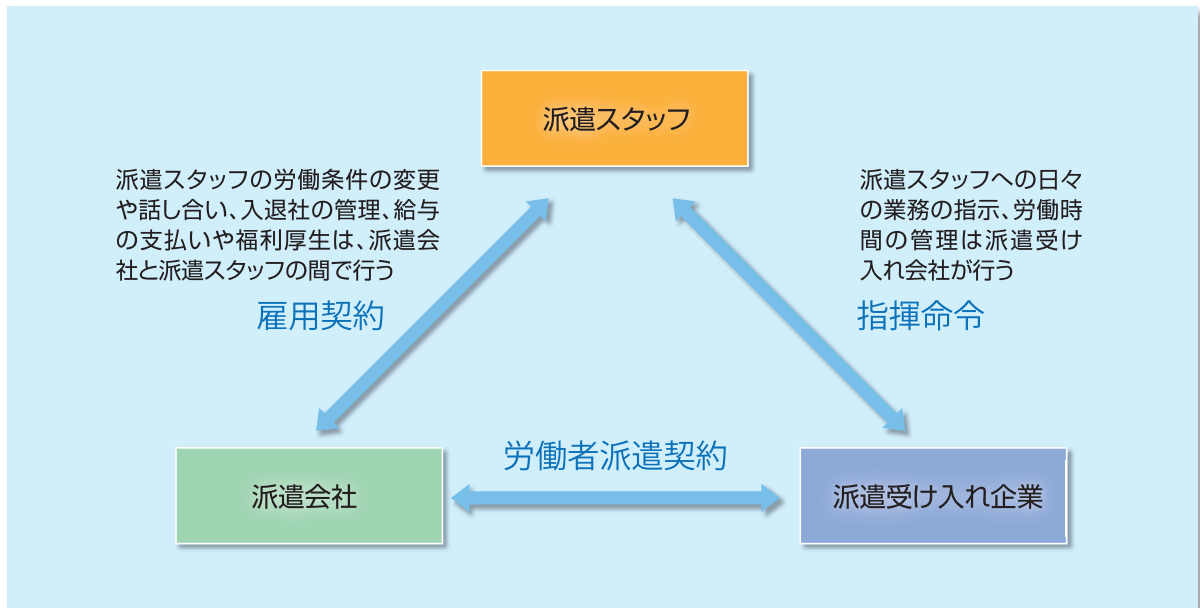 派遣スタッフ
派遣スタッフの労働条件の変更
や話し合い、入退社の管理、給与
の支払いや福利厚生は、派遣会
社と派遣スタッフの間で行う
雇用契約
派遣スタッフへの日々
の業務の指示、労働時
間の管理は派遣受け
入れ会社が行う
指揮命令
労働者派遣契約
派遣会社
派遣受け入れ企業